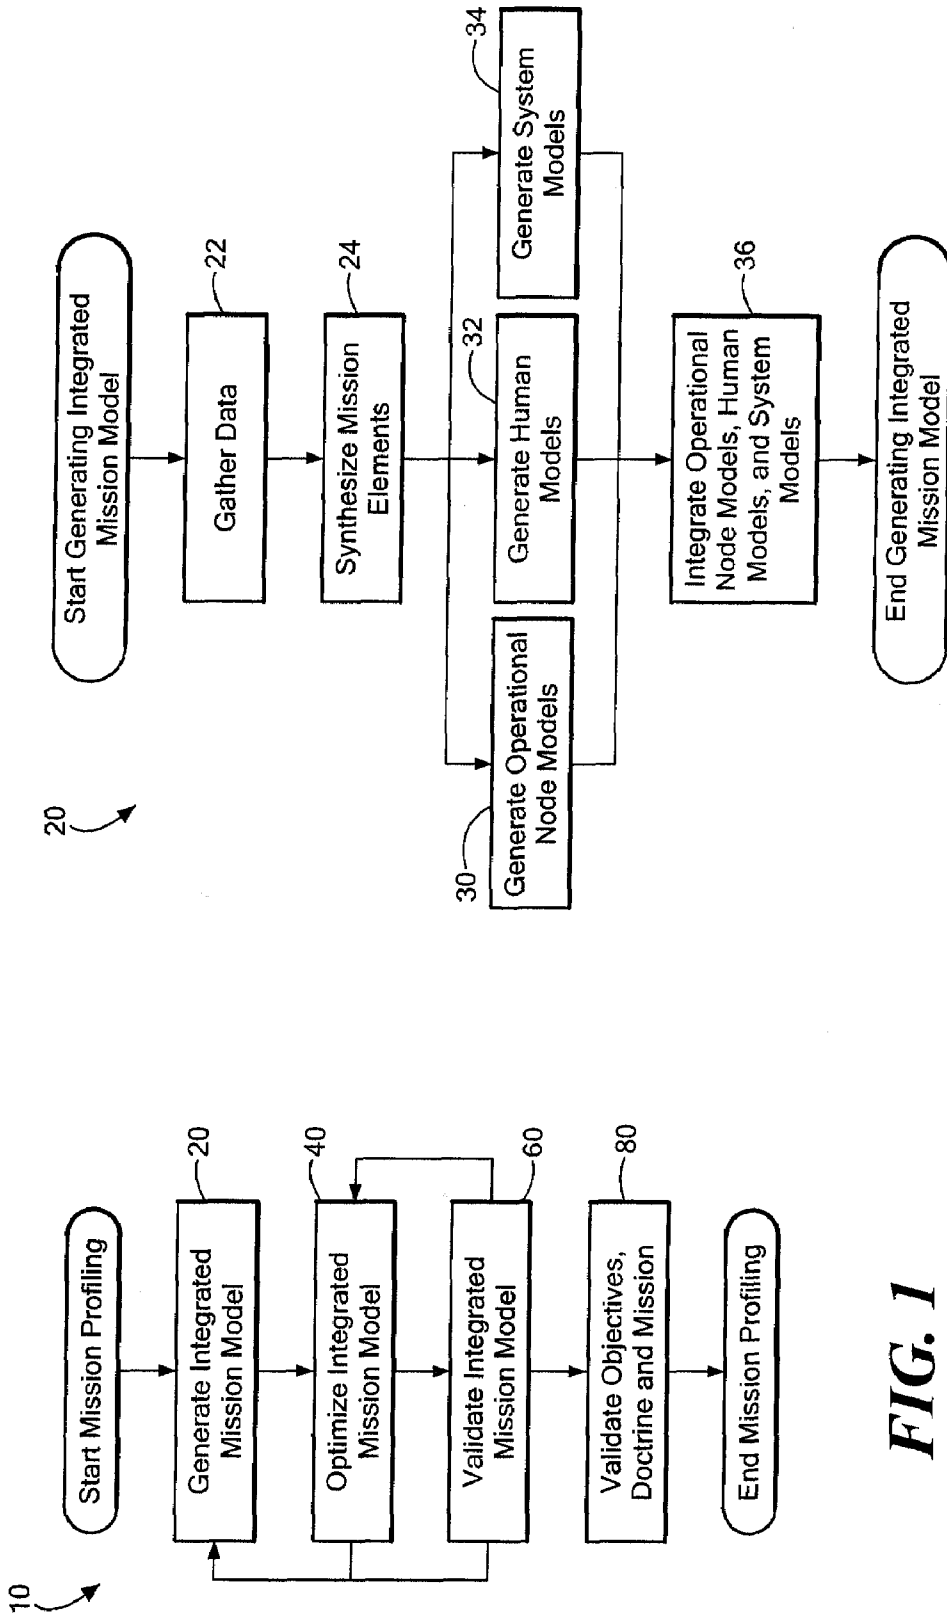 10
Start Mission Profiling
20
Generate Integrated
Mission Model
40
Optimize Integrated
Mission Model
60
Validate Integrated
Mission Model
80
Validate Objectives,
Doctrine and Mission
End Mission Profiling
FIG. 1
20
Start Generating Integrated
Mission Model
22
Gather Data
24
Synthesize Mission
Elements
30
Generate Operational
Node Models
32
Generate Human
Models
34
Generate System
Models
36
Integrate Operational
Node Models, Human
Models, and System
Models
End Generating Integrated
Mission Model